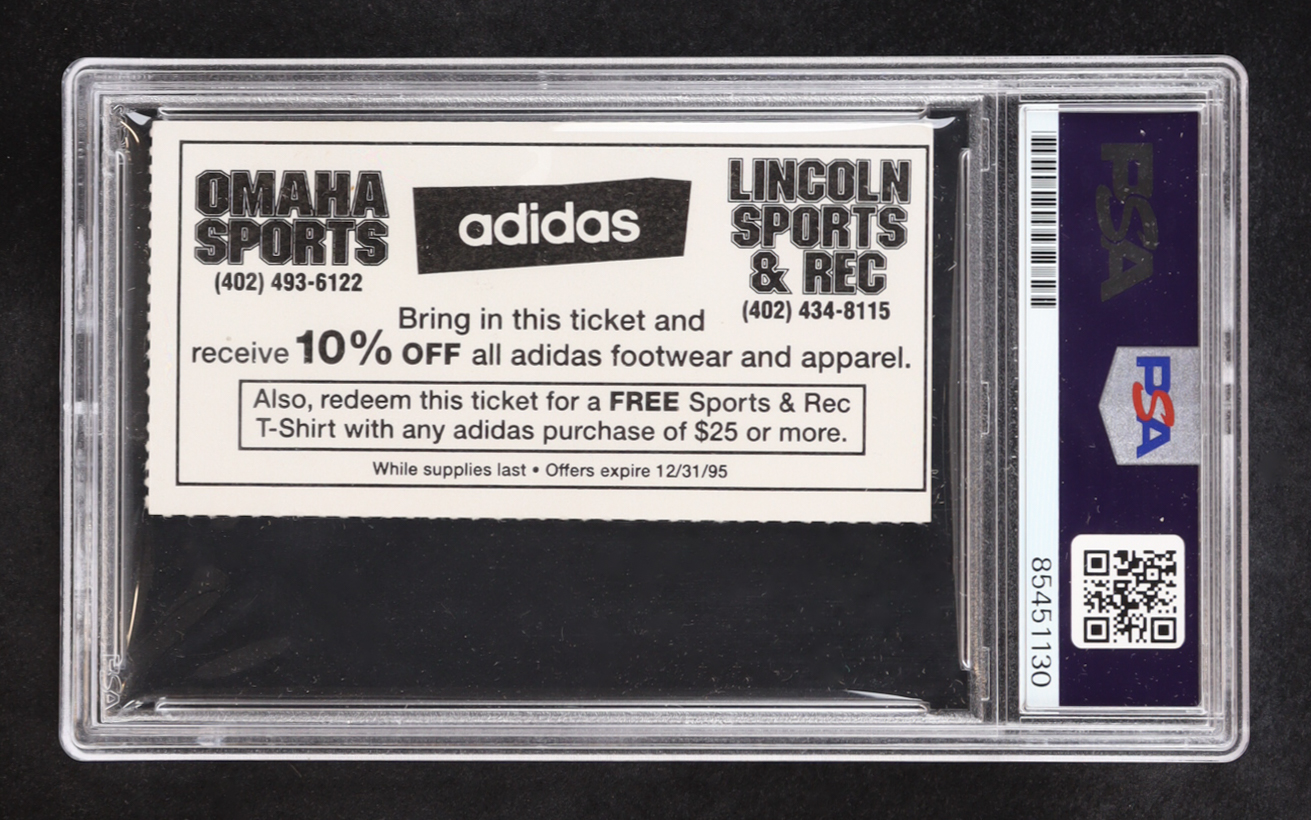 OMAHA
SPORTS
(402) 493-6122
adidas
LINCOLN
SPORTS
& REC
(402) 434-8115
Bring in this ticket and
receive 10% OFF all adidas footwear and apparel.
Also, redeem this ticket for a FREE Sports & Rec
T-Shirt with any adidas purchase of $25 or more.
While supplies last • Offers expire 12/31/95
PSA
PSA
85451130
PSA